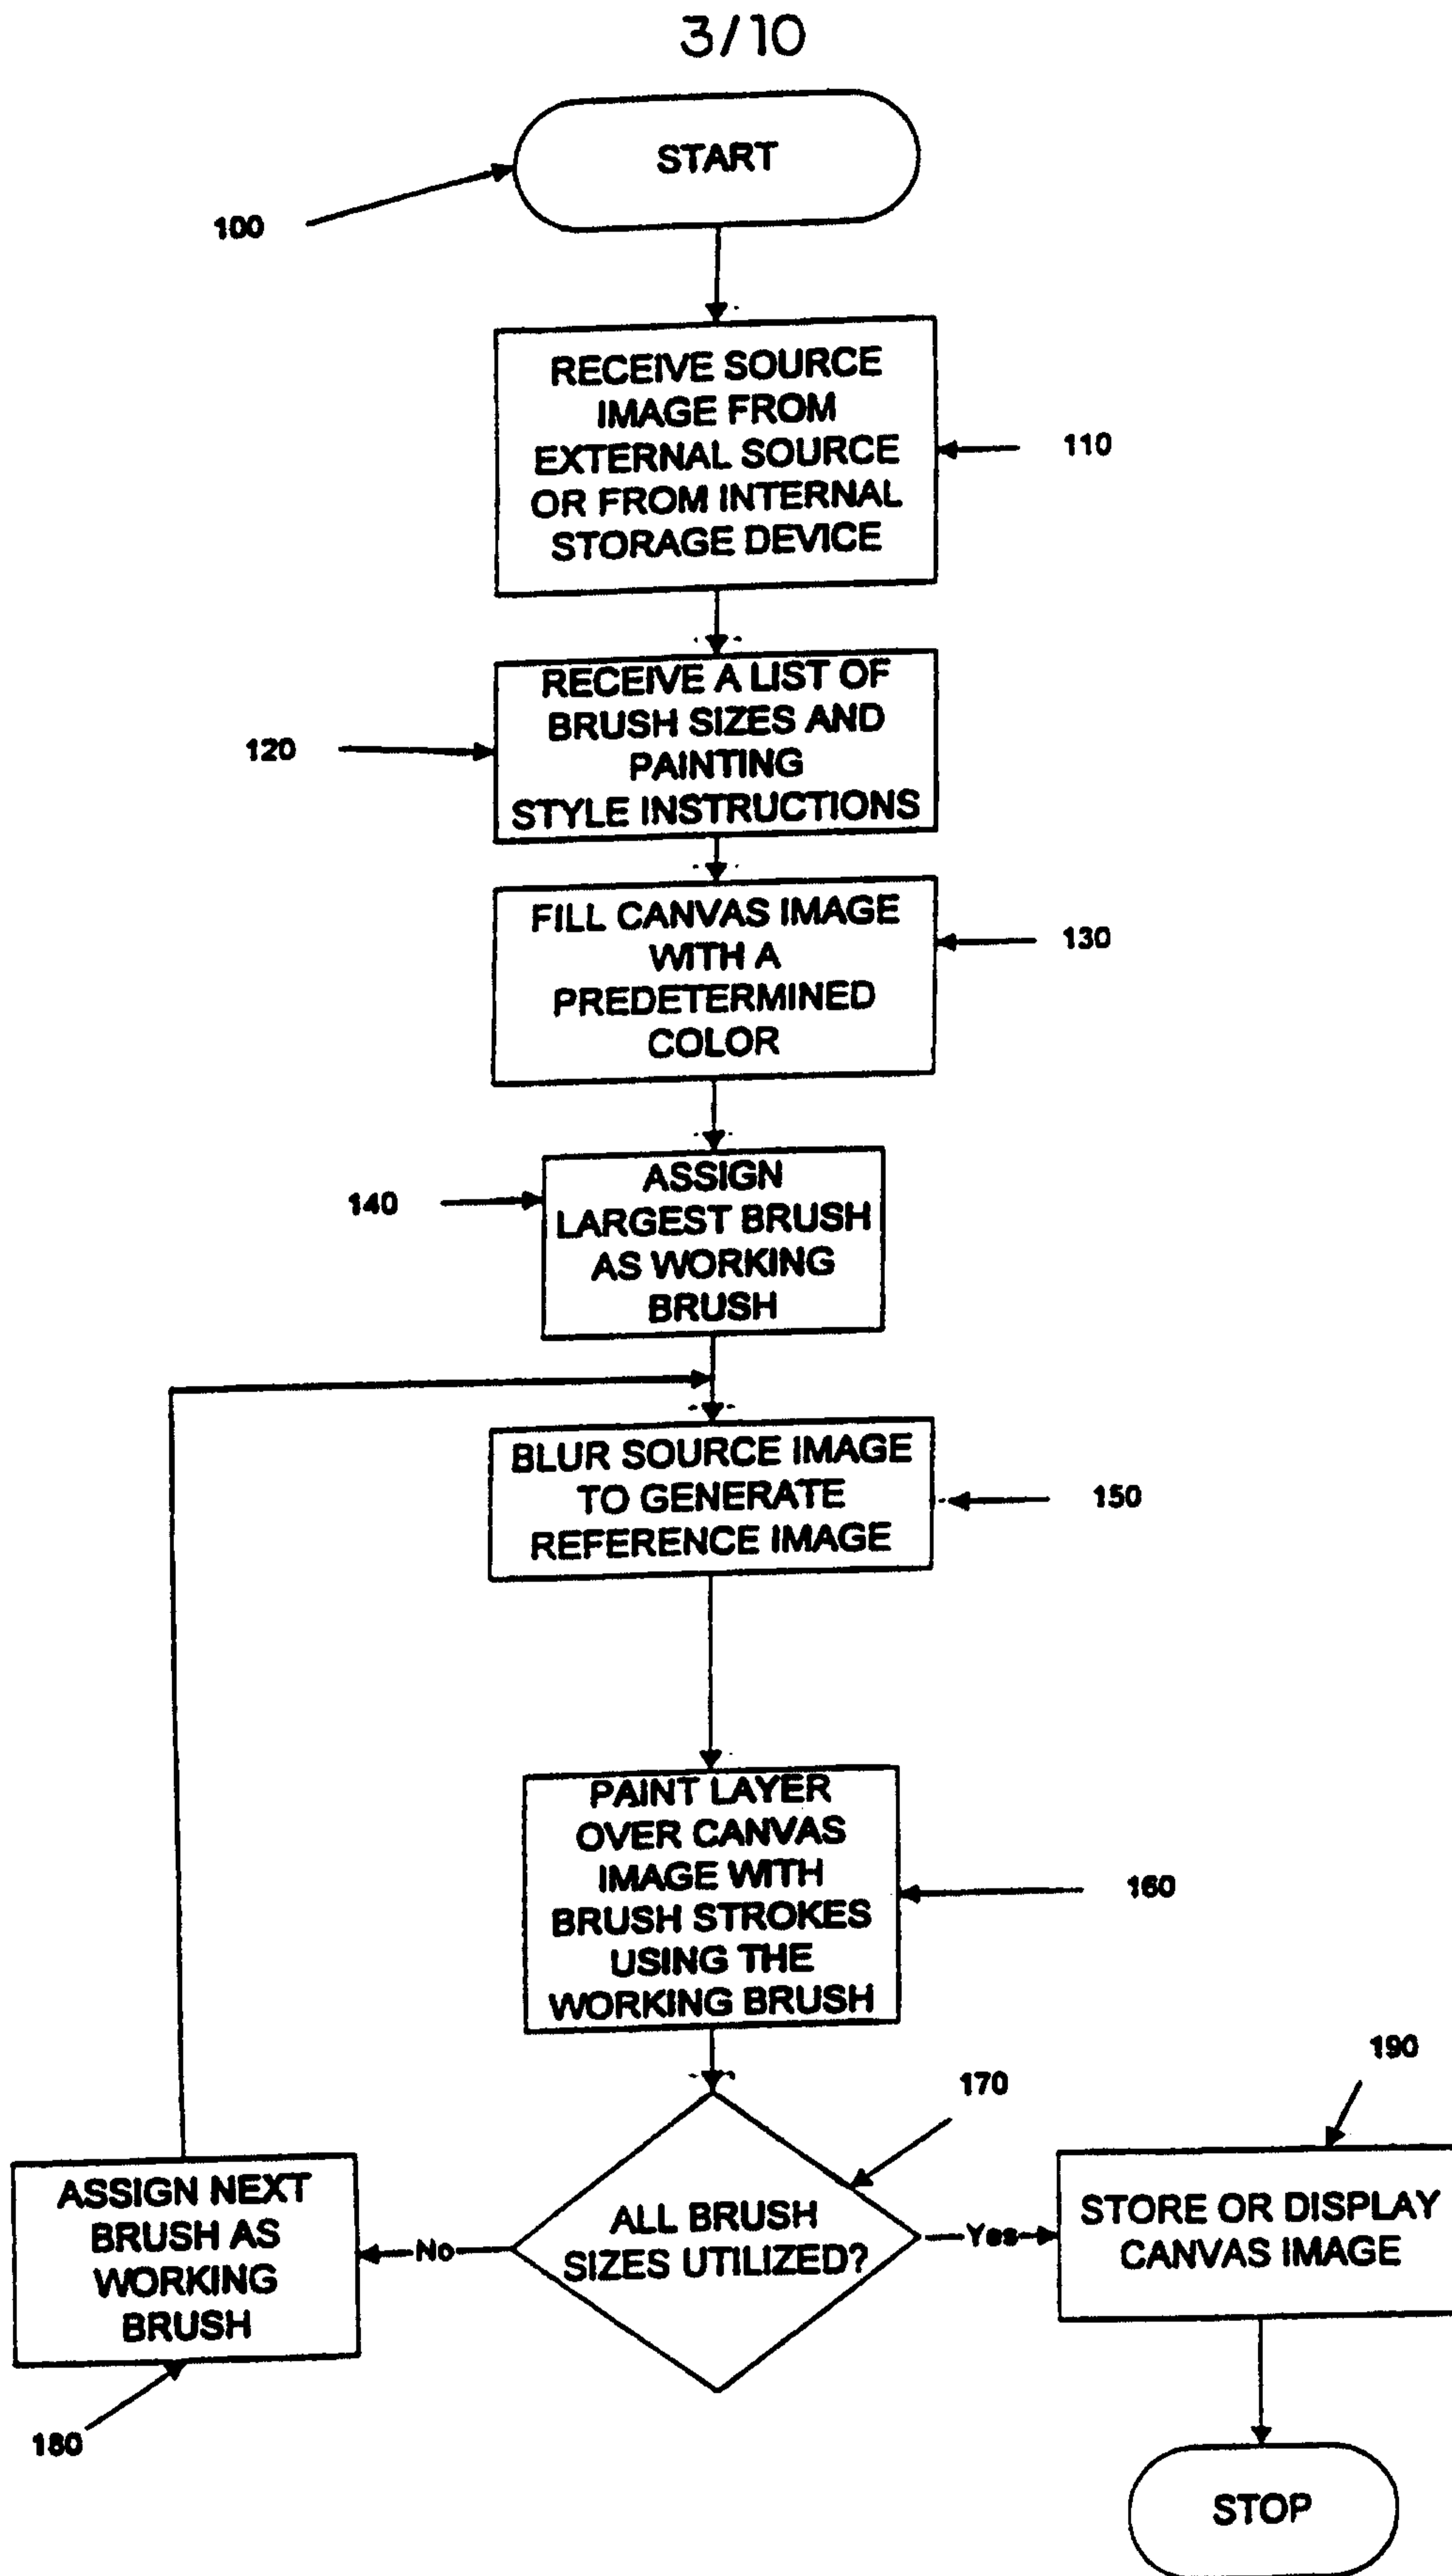 3/10
START
100
RECEIVE SOURCE
IMAGE FROM
EXTERNAL SOURCE
OR FROM INTERNAL
STORAGE DEVICE
110
RECEIVE A LIST OF
BRUSH SIZES AND
PAINTING
STYLE INSTRUCTIONS
120
FILL CANVAS IMAGE
WITH A
PREDETERMINED
COLOR
130
ASSIGN
LARGEST BRUSH
AS WORKING
BRUSH
140
BLUR SOURCE IMAGE
TO GENERATE
REFERENCE IMAGE
150
PAINT LAYER
OVER CANVAS
IMAGE WITH
BRUSH STROKES
USING THE
WORKING BRUSH
160
170
190
ALL BRUSH
SIZES UTILIZED?
No
Yes
ASSIGN NEXT
BRUSH AS
WORKING
BRUSH
180
STORE OR DISPLAY
CANVAS IMAGE
STOP